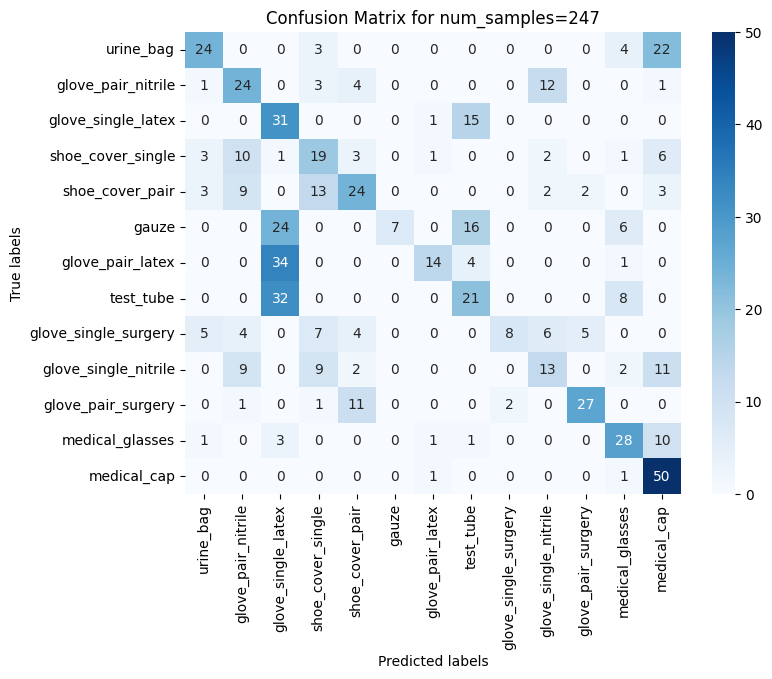 Confusion Matrix for num_samples=247
True labels
urine_bag 24 0 0 3 0 0 0 0 0 0 0 4 22
glove_pair_nitrile 1 24 0 3 4 0 0 0 0 12 0 0 1
glove_single_latex 0 0 31 0 0 0 1 15 0 0 0 0 0
shoe_cover_single 3 10 1 19 3 0 1 0 0 2 0 1 6
shoe_cover_pair 3 9 0 13 24 0 0 0 0 2 2 0 3
gauze 0 0 24 0 0 7 0 16 0 0 0 6 0
glove_pair_latex 0 0 34 0 0 0 14 4 0 0 0 1 0
test_tube 0 0 32 0 0 0 0 21 0 0 0 8 0
glove_single_surgery 5 4 0 7 4 0 0 0 8 6 5 0 0
glove_single_nitrile 0 9 0 9 2 0 0 0 0 13 0 2 11
glove_pair_surgery 0 1 0 1 11 0 0 0 2 0 27 0 0
medical_glasses 1 0 3 0 0 0 1 1 0 0 0 28 10
medical_cap 0 0 0 0 0 0 1 0 0 0 0 1 50
urine_bag
glove_pair_nitrile
glove_single_latex
shoe_cover_single
shoe_cover_pair
gauze
glove_pair_latex
test_tube
glove_single_surgery
glove_single_nitrile
glove_pair_surgery
medical_glasses
medical_cap
Predicted labels
50
40
30
20
10
0